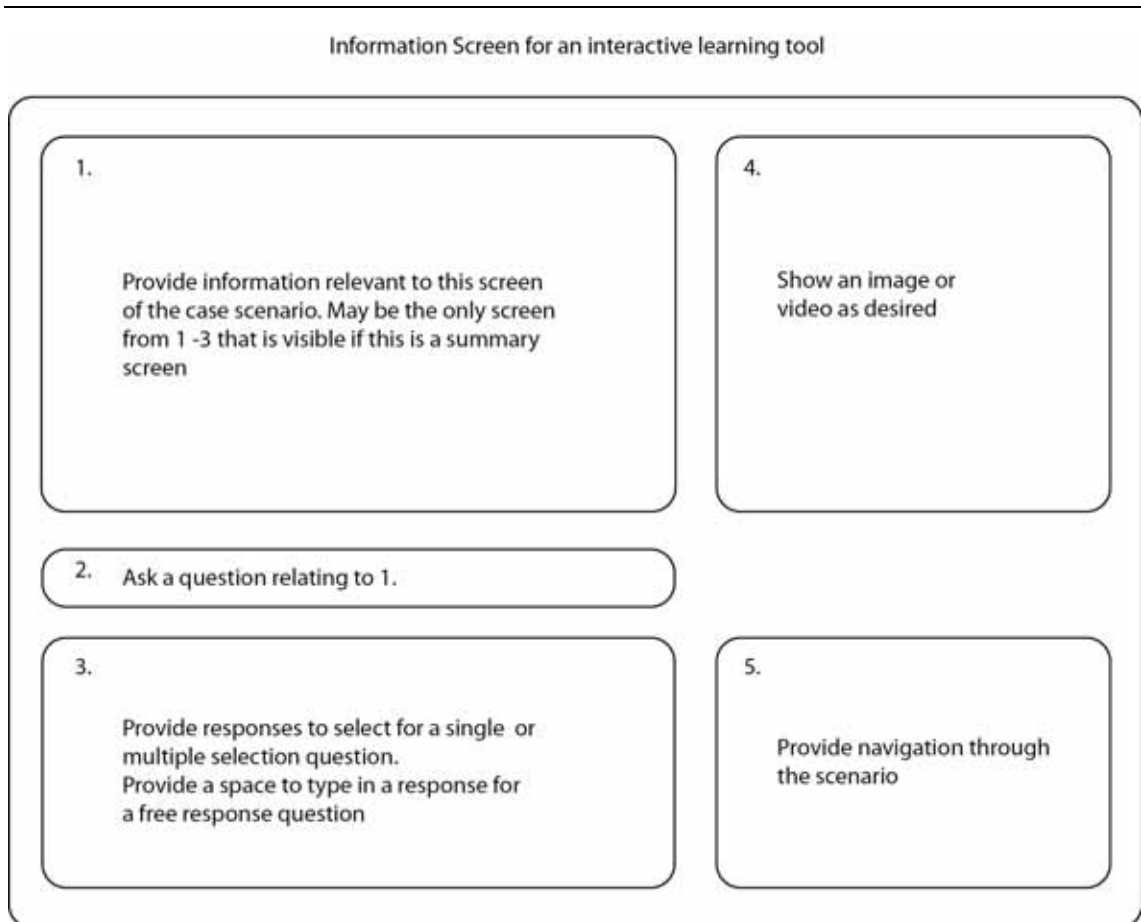 Information Screen for an interactive learning tool
1.
Provide information relevant to this screen
of the case scenario. May be the only screen
from 1 -3 that is visible if this is a summary
screen
2. Ask a question relating to 1.
3.
Provide responses to select for a single or
multiple selection question.
Provide a space to type in a response for
a free response question
4.
Show an image or
video as desired
5.
Provide navigation through
the scenario